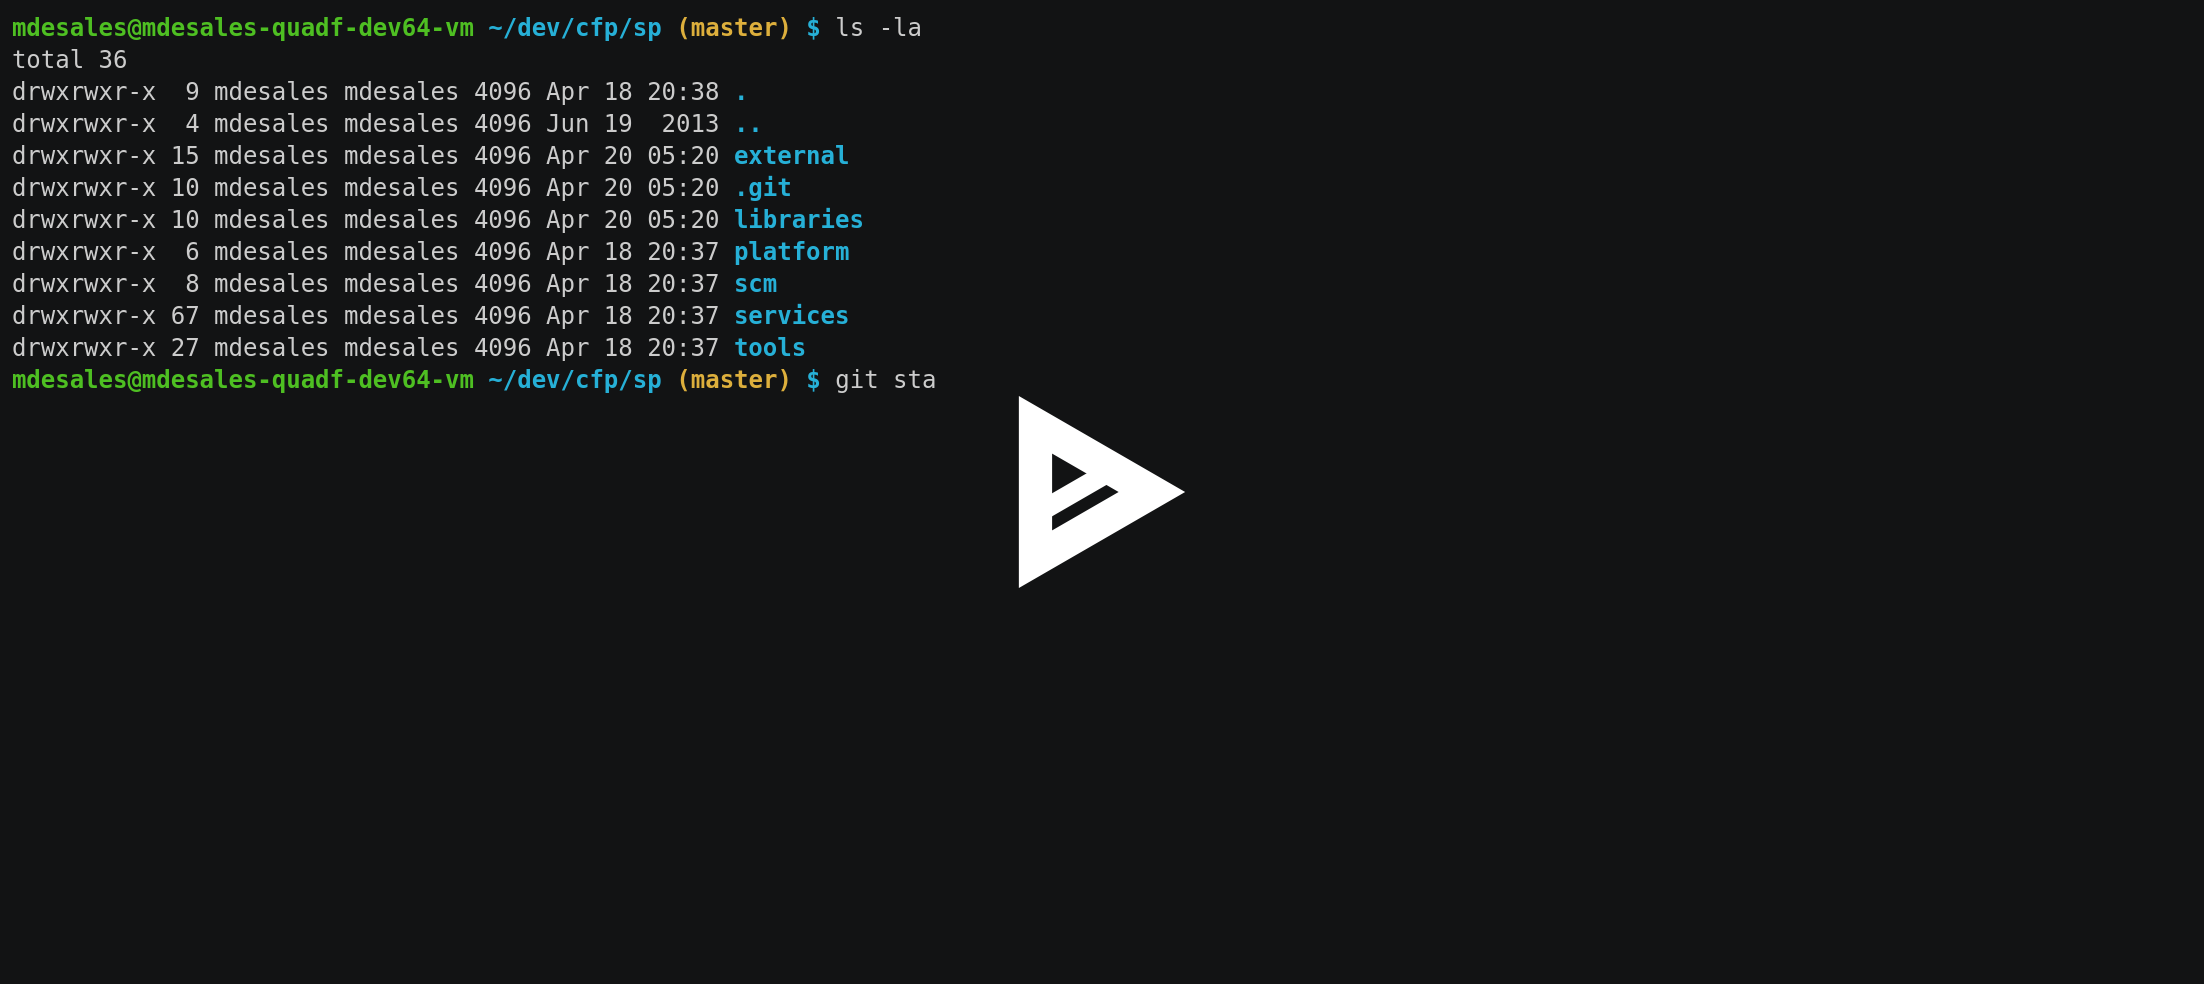 mdesales@mdesales-quadf-dev64-vm ~/dev/cfp/sp (master) $ ls -la
total 36
drwxrwxr-x  9 mdesales mdesales 4096 Apr 18 20:38 .
drwxrwxr-x  4 mdesales mdesales 4096 Jun 19  2013 ..
drwxrwxr-x 15 mdesales mdesales 4096 Apr 20 05:20 external
drwxrwxr-x 10 mdesales mdesales 4096 Apr 20 05:20 .git
drwxrwxr-x 10 mdesales mdesales 4096 Apr 20 05:20 libraries
drwxrwxr-x  6 mdesales mdesales 4096 Apr 18 20:37 platform
drwxrwxr-x  8 mdesales mdesales 4096 Apr 18 20:37 scm
drwxrwxr-x 67 mdesales mdesales 4096 Apr 18 20:37 services
drwxrwxr-x 27 mdesales mdesales 4096 Apr 18 20:37 tools
mdesales@mdesales-quadf-dev64-vm ~/dev/cfp/sp (master) $ git sta